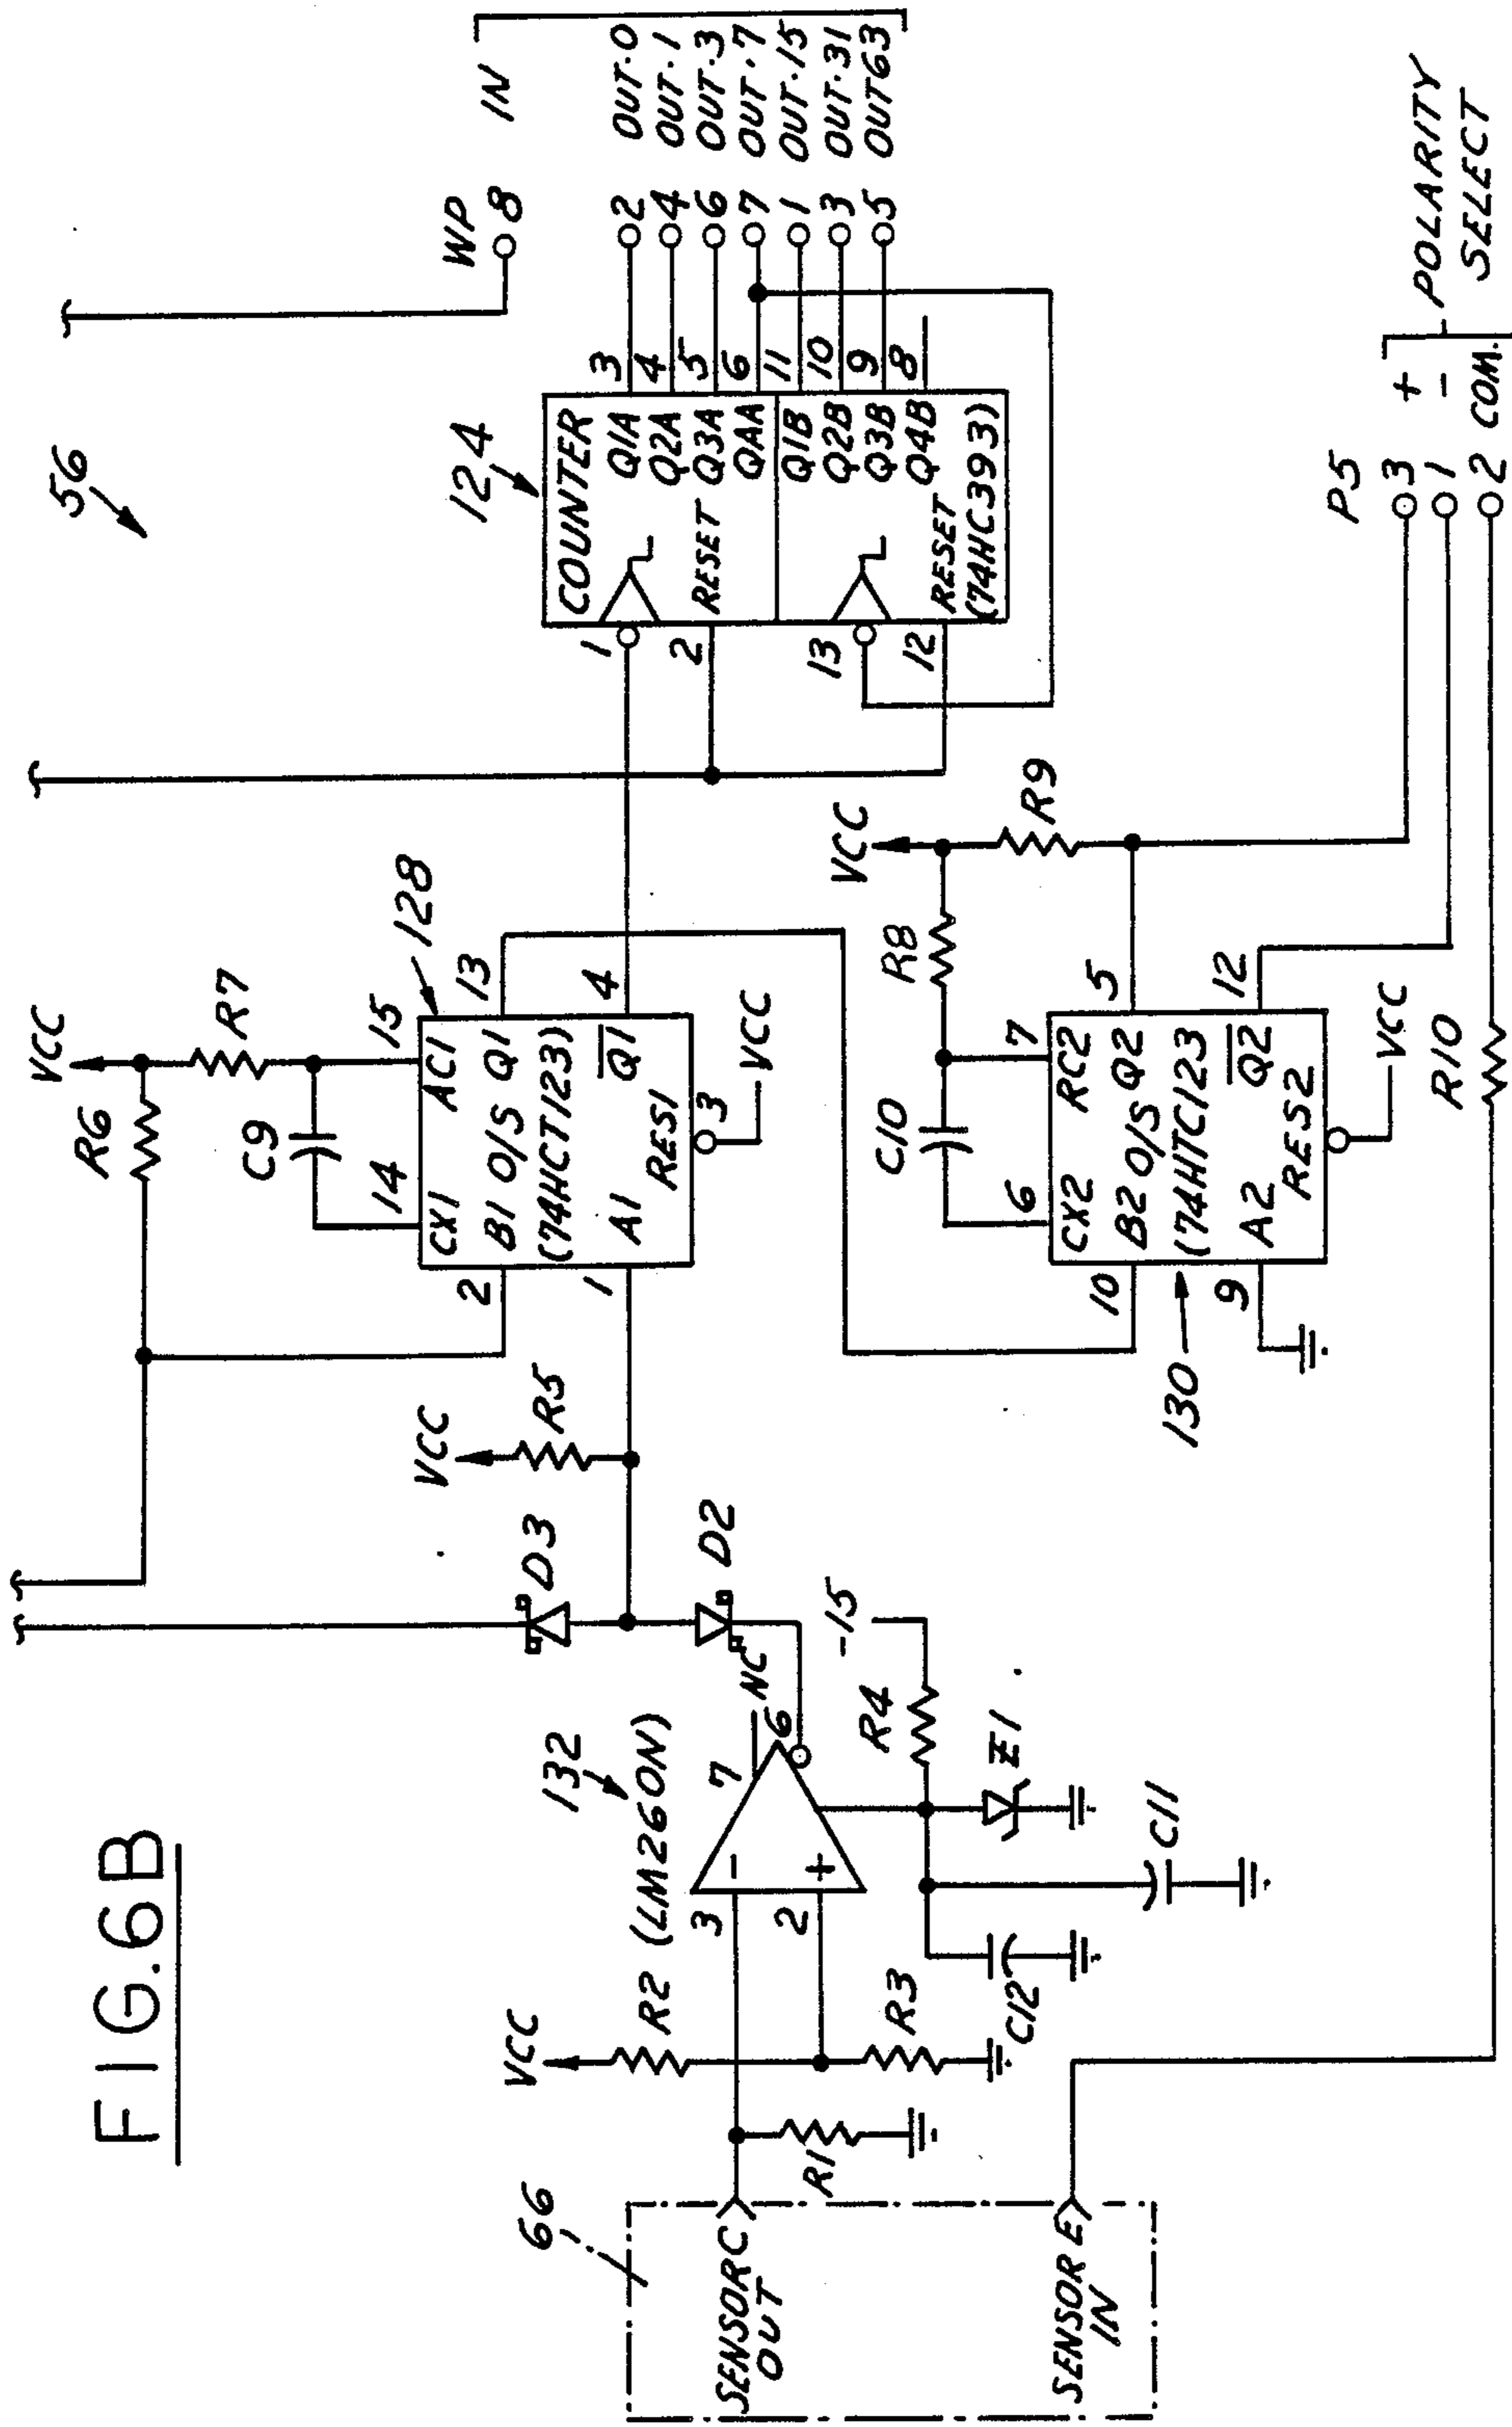 FIG.6B
56
66
SENSOR C
OUT
SENSOR E
IN
R1
VCC
R2
R3
132
(LM260N)
3
-
2
+
7
NC
6
C12
C11
Z1
R4
-15
D3
D2
VCC
R5
VCC
R6
R7
C9
14
15
128
CX1
AC1
2
B1 O/S Q1
13
(74HCT123)
1
A1
Q1
4
RES1
3
VCC
VCC
R8
R9
C10
6
7
CX2
RC2
10
B2 O/S Q2
5
(74HTC123
130
9
A2
Q2
12
RES2
VCC
R10
124
COUNTER
1
Q1A
3
Q2A
4
2
RESET
Q3A
5
QAA
6
13
Q1B
11
Q2B
10
Q3B
9
Q4B
8
12
RESET
(74HC393)
WP
8
IN
2
OUT·0
4
OUT·1
6
OUT·3
7
OUT·7
1
OUT·15
3
OUT·31
5
OUT63
P5
3
+
1
-
2
COM.
POLARITY
SELECT